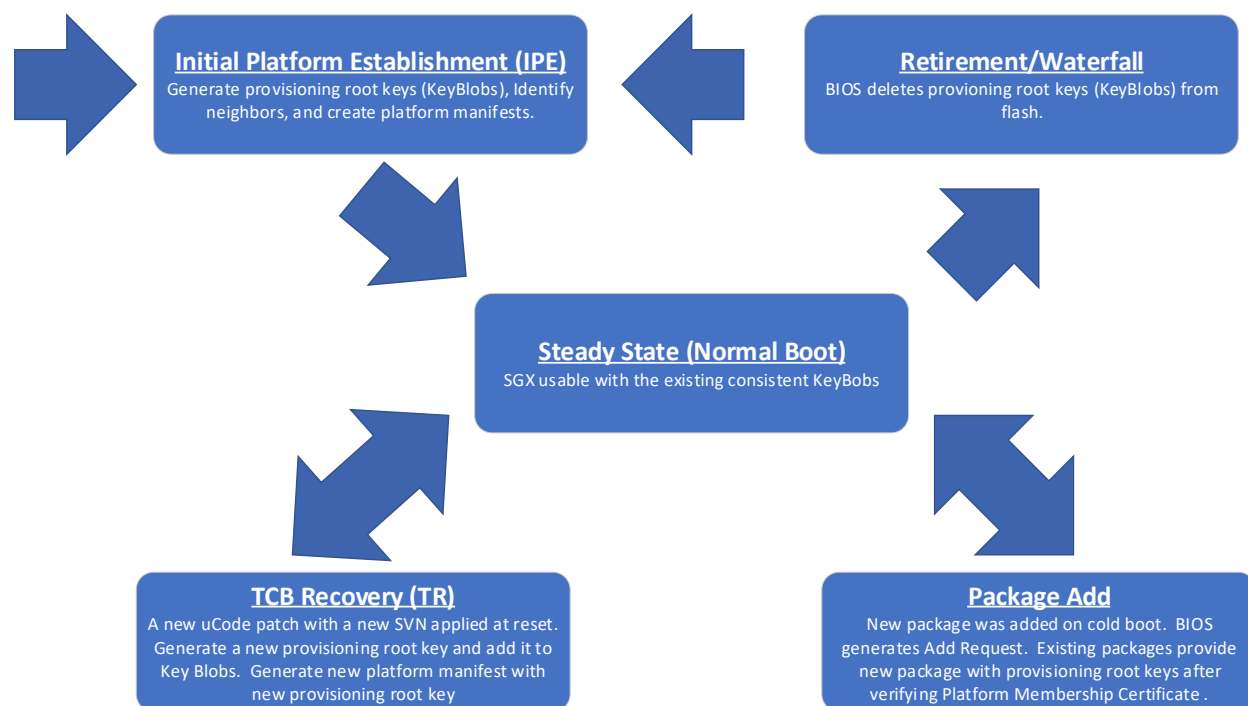 Initial Platform Establishment (IPE)
Generate provisioning root keys (KeyBlobs), Identify
neighbors, and create platform manifests.
Retirement/Waterfall
BIOS deletes provioning root keys (KeyBlobs) from
flash.
Steady State (Normal Boot)
SGX usable with the existing consistent KeyBobs
TCB Recovery (TR)
A new uCode patch with a new SVN applied at reset.
Generate a new provisioning root key and add it to
Key Blobs.  Generate new platform manifest with
new provisioning root key
Package Add
New package was added on cold boot.  BIOS
generates Add Request.  Existing packages provide
new package with provisioning root keys after
verifying Platform Membership Certificate .